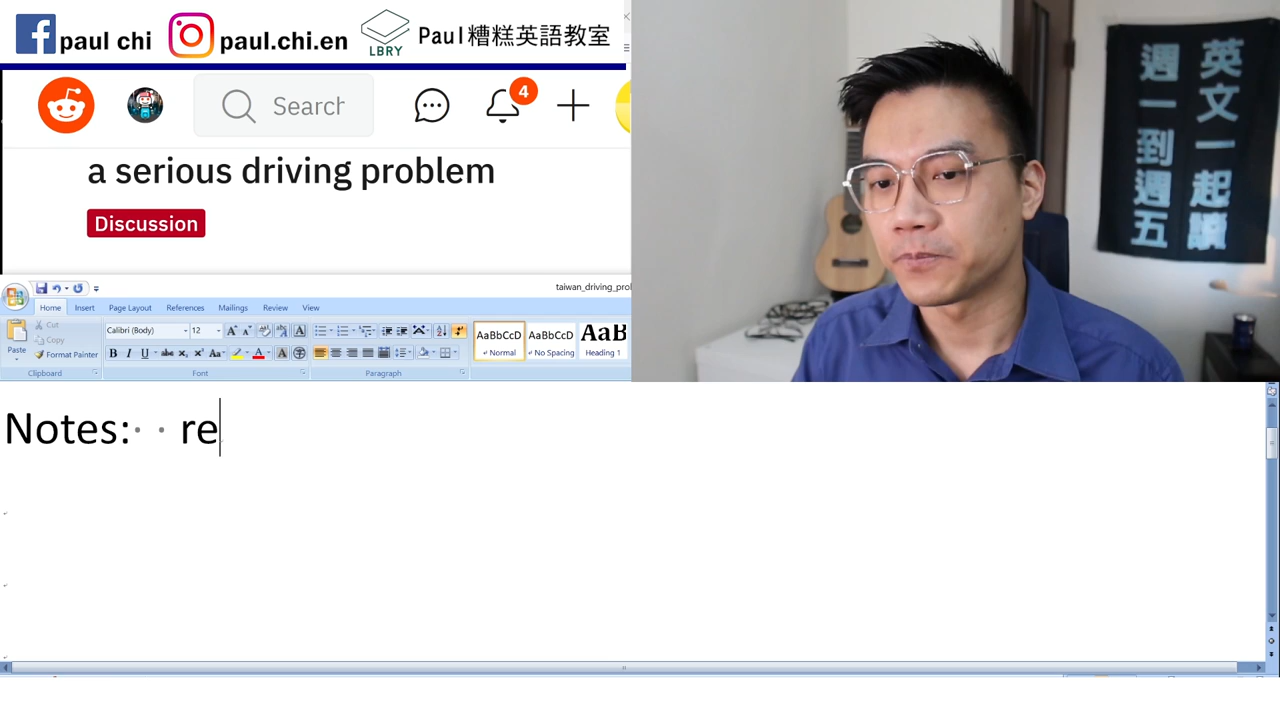 paul chi
paul.chi.en
LBRY
Paul糟糕英語教室
Search
4
a serious driving problem
Discussion
taiwan_driving_prol
Home Insert Page Layout References Mailings Review View
Paste
Cut
Copy
Format Painter
Clipboard
Calibri (Body) 12
Font
Paragraph
AaBbCcD AaBbCcD AaB
Normal No Spacing Heading 1
Notes: re
英文一起讀
週一到週五